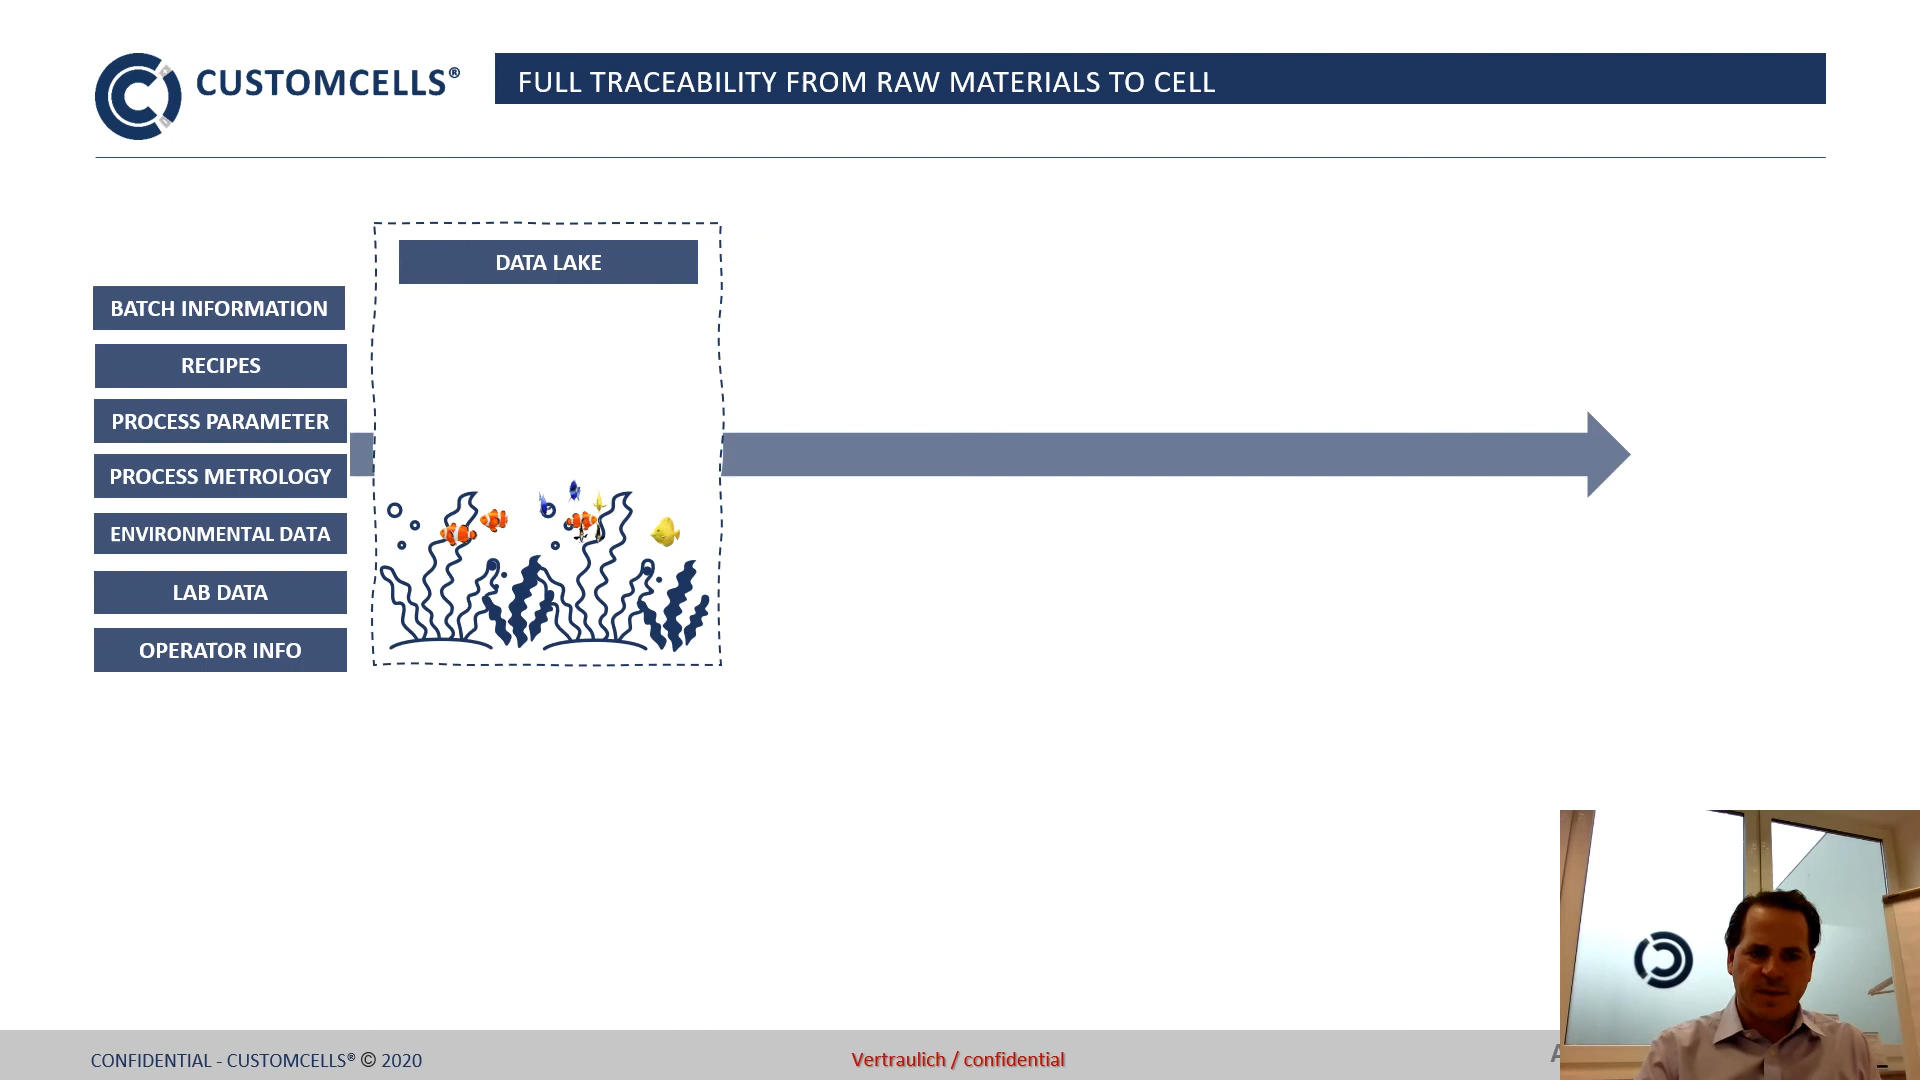 CUSTOMCELLS®
FULL TRACEABILITY FROM RAW MATERIALS TO CELL
DATA LAKE
BATCH INFORMATION
RECIPES
PROCESS PARAMETER
PROCESS METROLOGY
ENVIRONMENTAL DATA
LAB DATA
OPERATOR INFO
CONFIDENTIAL - CUSTOMCELLS® © 2020
Vertraulich / confidential